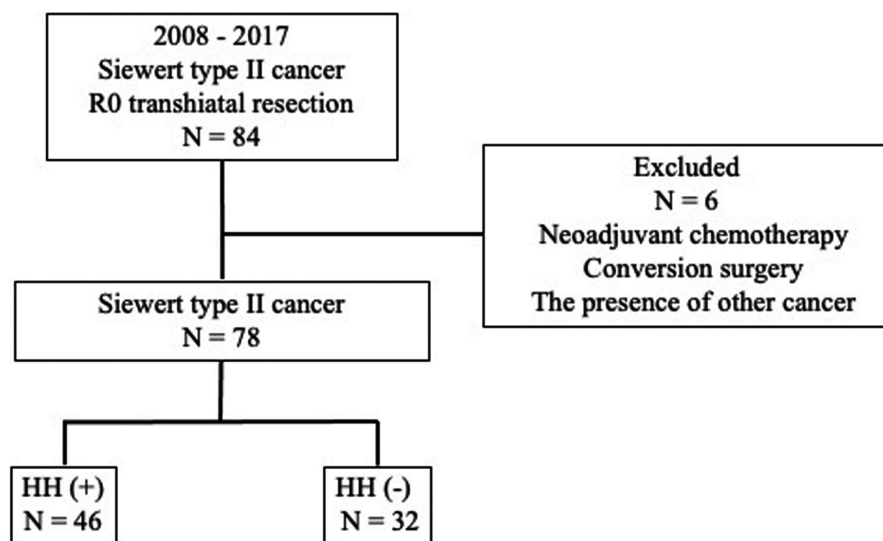 2008 - 2017
Siewert type II cancer
R0 transhiatal resection
N = 84
Excluded
N = 6
Neoadjuvant chemotherapy
Conversion surgery
The presence of other cancer
Siewert type II cancer
N = 78
HH (+)
N = 46
HH (-)
N = 32